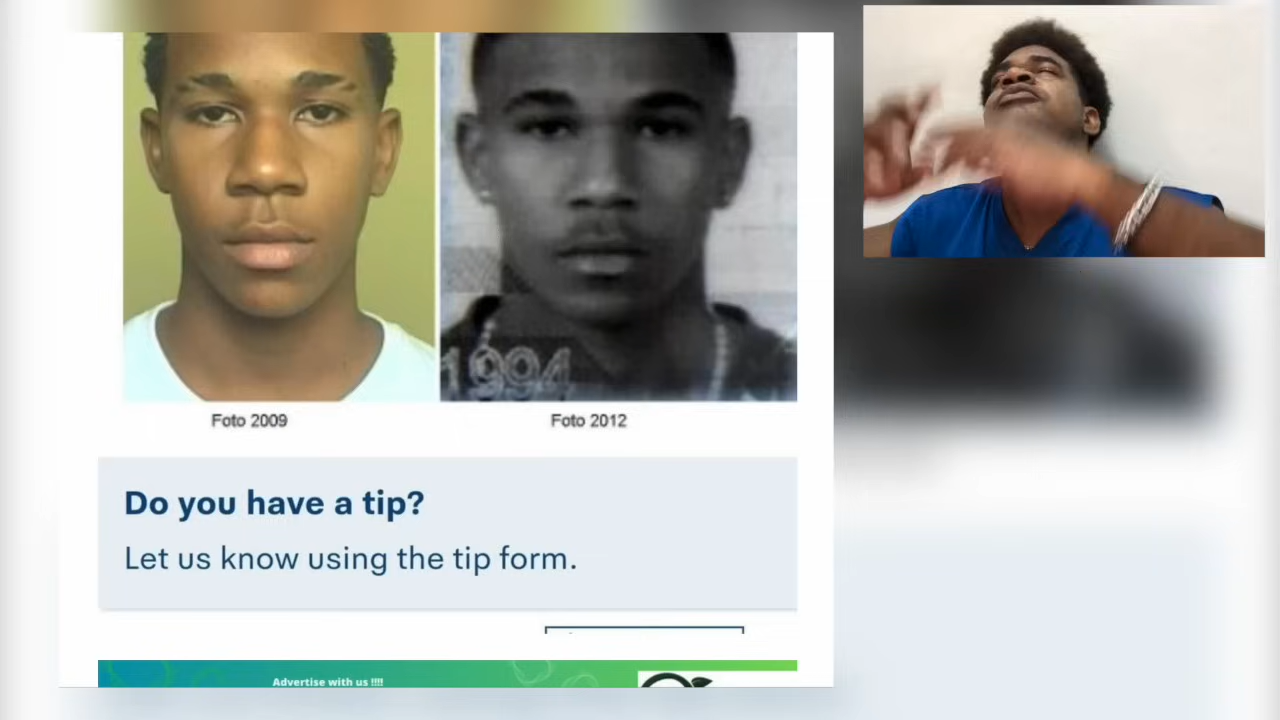 1994
Foto 2009
Foto 2012
Do you have a tip?
Let us know using the tip form.
Advertise with us !!!!